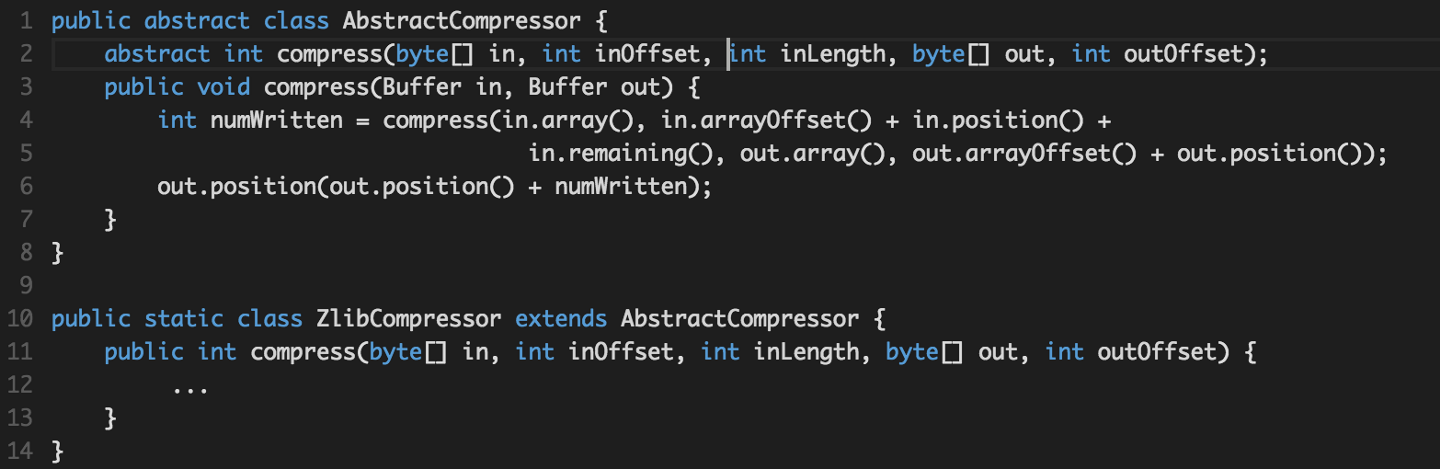 1 public abstract class AbstractCompressor {
2     abstract int compress(byte[] in, int inOffset, int inLength, byte[] out, int outOffset);
3     public void compress(Buffer in, Buffer out) {
4         int numWritten = compress(in.array(), in.arrayOffset() + in.position() +
5                                     in.remaining(), out.array(), out.arrayOffset() + out.position());
6         out.position(out.position() + numWritten);
7     }
8 }
9
10 public static class ZlibCompressor extends AbstractCompressor {
11     public int compress(byte[] in, int inOffset, int inLength, byte[] out, int outOffset) {
12          ...
13     }
14 }